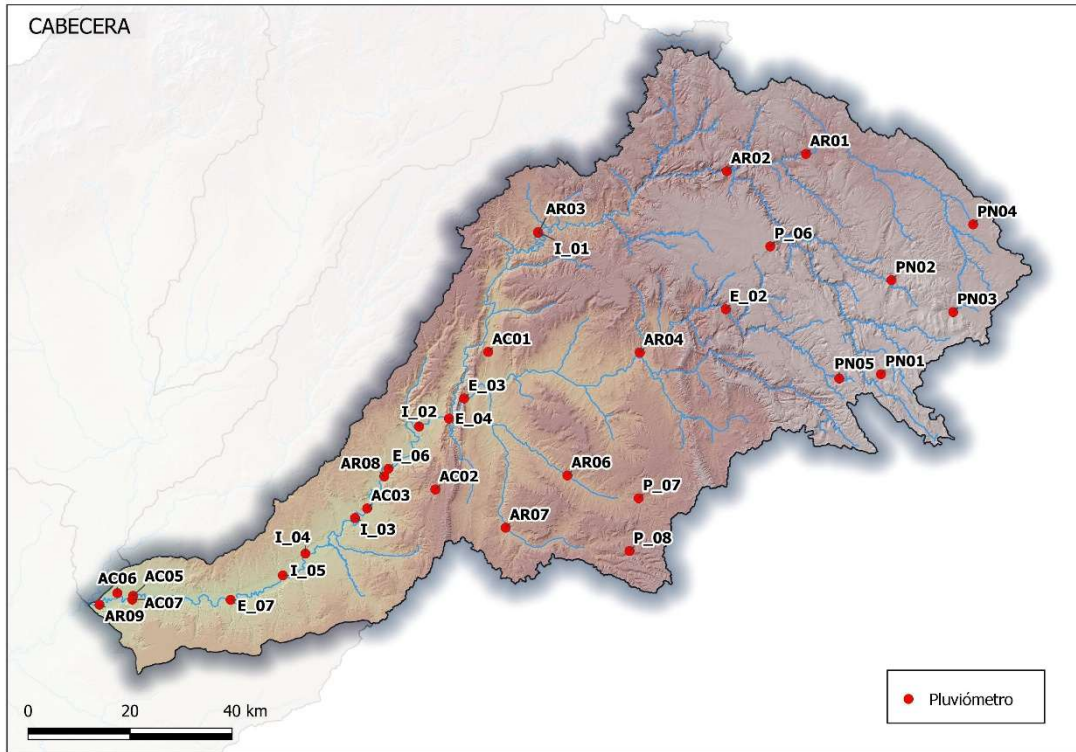 CABECERA
AR01
AR02
AR03
PN04
I_01
P_06
PN02
PN03
E_02
AC01
AR04
PN05
PN01
E_03
I_02
E_04
E_06
AR08
AC02
AR06
P_07
AC03
I_03
AR07
I_04
P_08
I_05
AC06
AC05
AC07
AR09
E_07
Pluviómetro
0 20 40 km